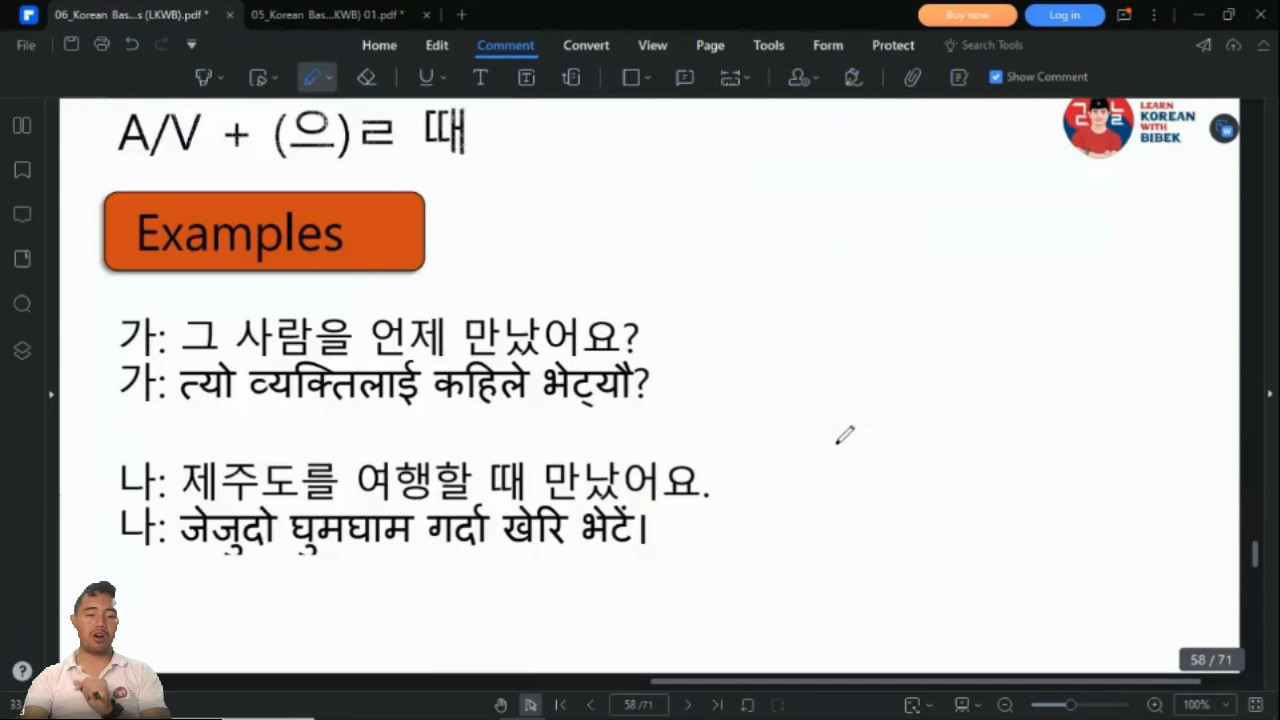 06_Korean Bas...s (LKWB).pdf *
05_Korean Bas...KWB) 01.pdf *
Buy now
Log in
File
Home
Edit
Comment
Convert
View
Page
Tools
Form
Protect
Search Tools
Show Comment
A/V + (으)ㄹ 때
LEARN
KOREAN
WITH
BIBEK
Examples
가: 그 사람을 언제 만났어요?
가: त्यो व्यक्तिलाई कहिले भेट्यौ?
나: 제주도를 여행할 때 만났어요.
나: जेजुदो घुमघाम गर्दा खेरि भेटें।
58 / 71
58 /71
100%